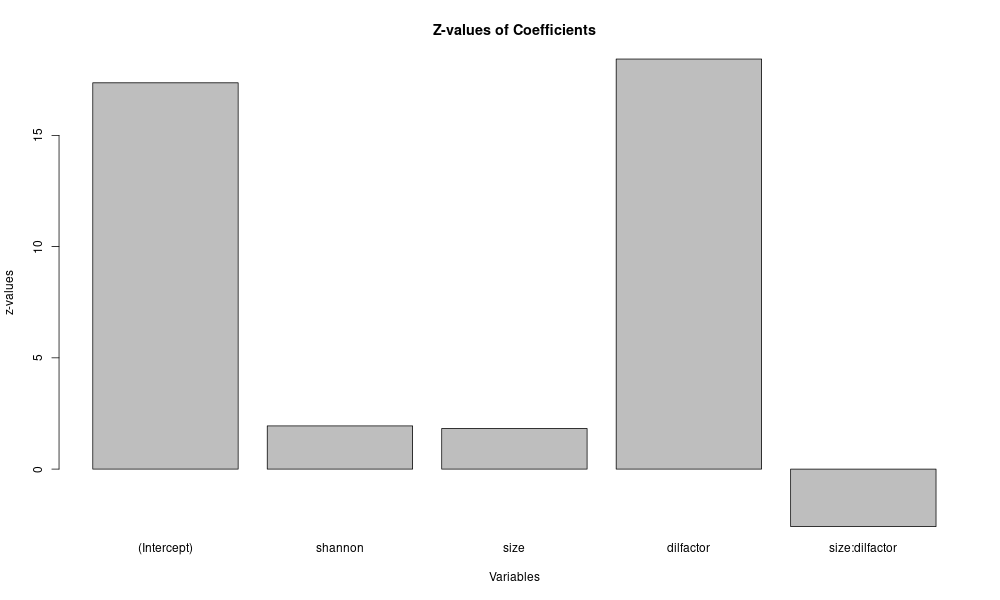 Z-values of Coefficients
z-values
15
10
5
0
(Intercept) shannon size dilfactor size:dilfactor
Variables